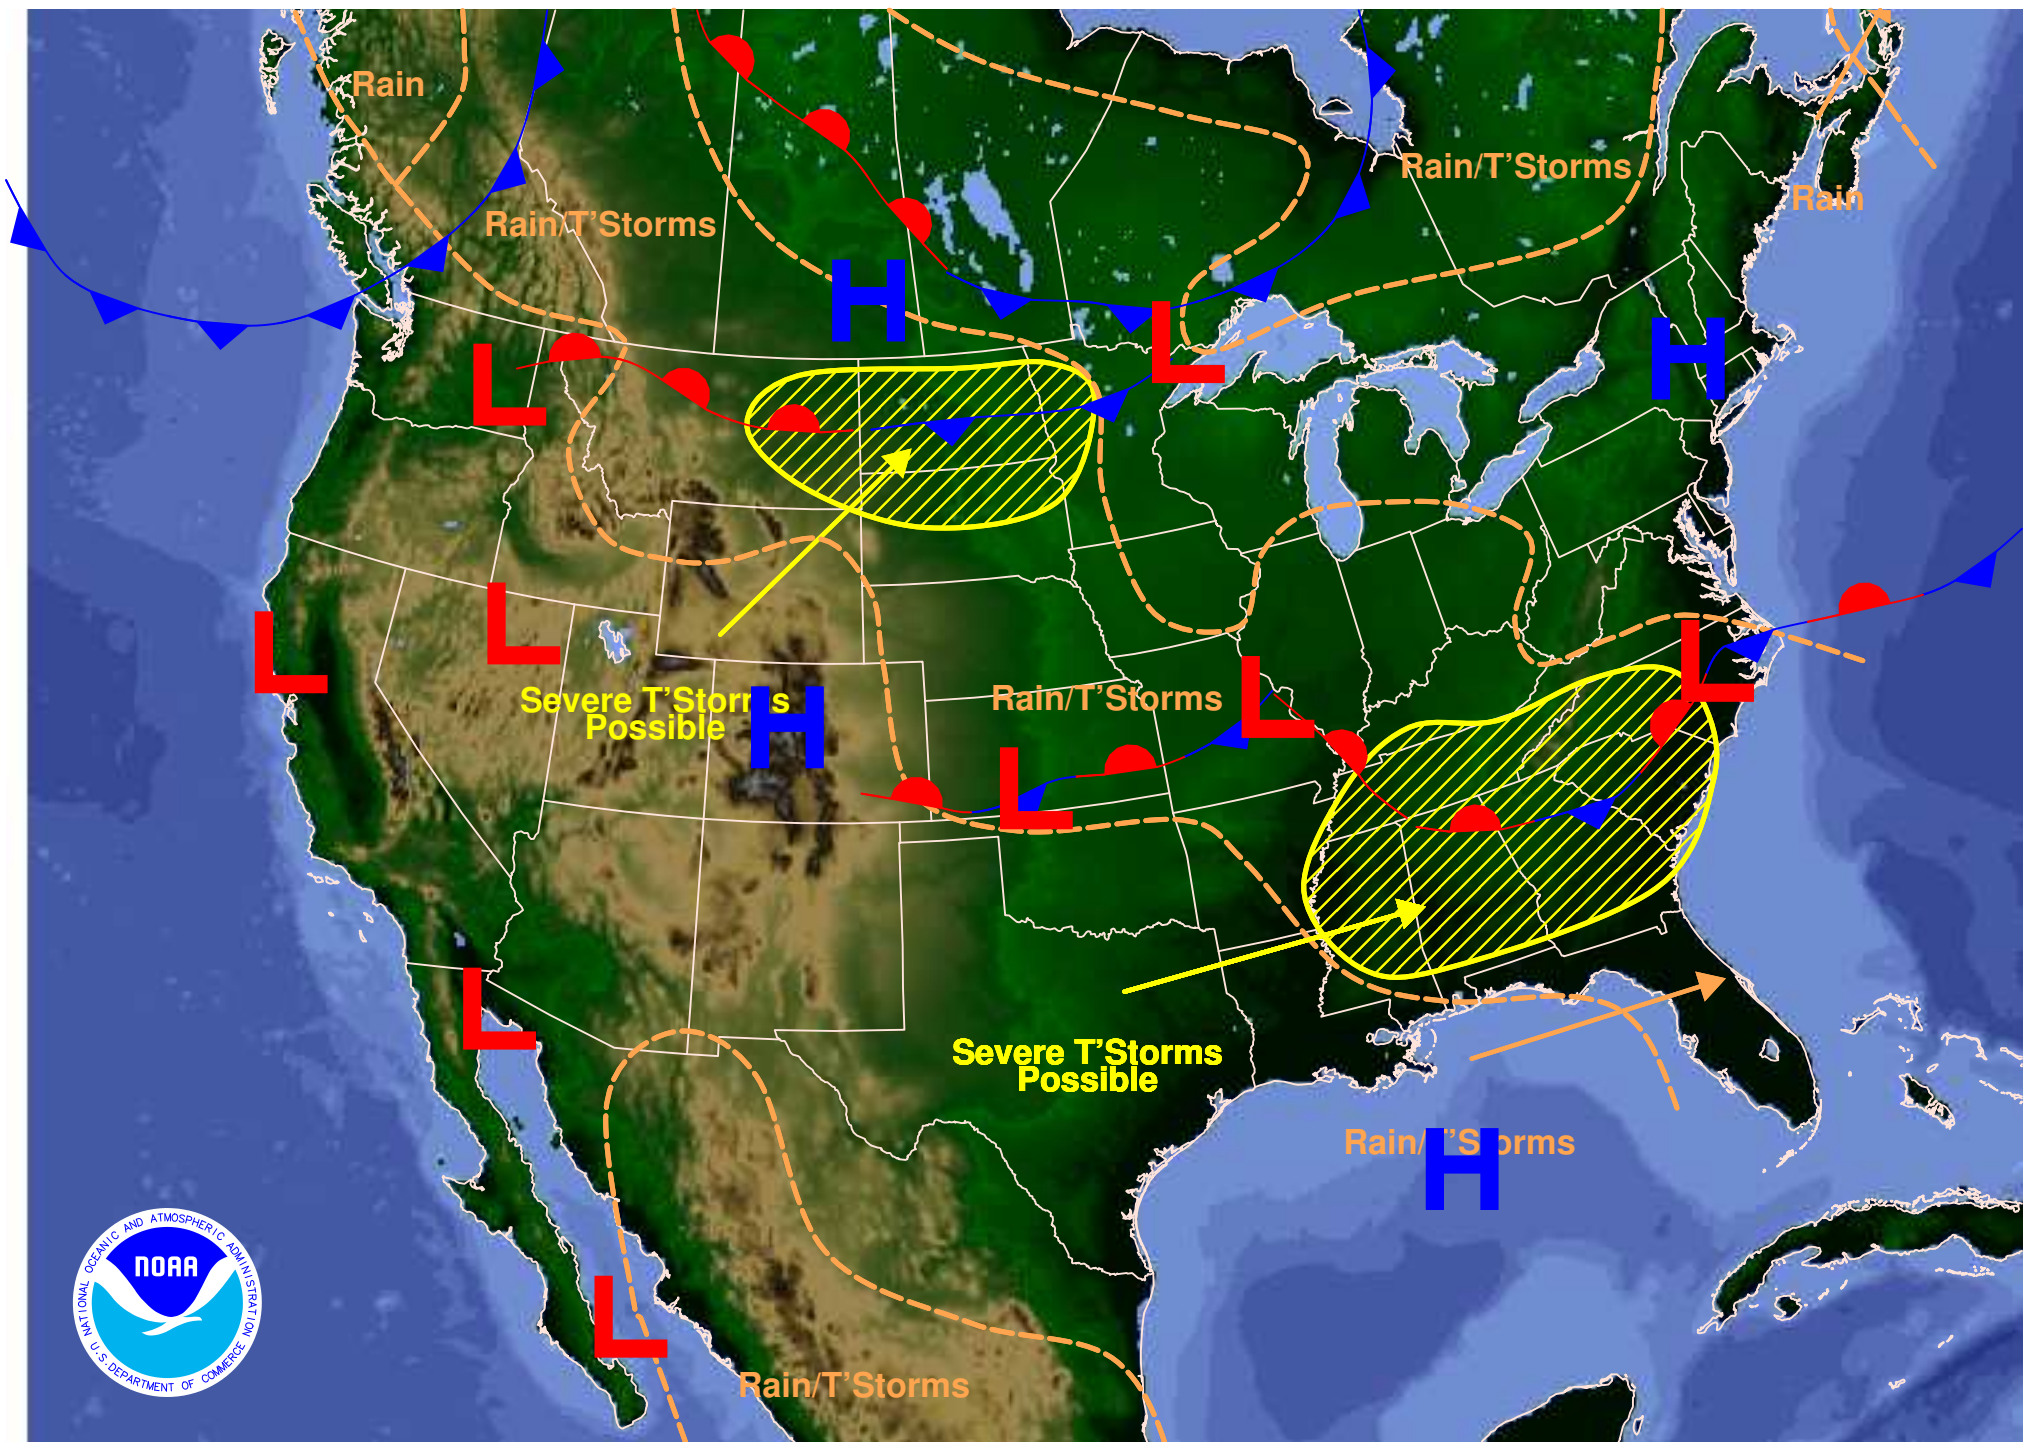 Rain
Rain/T'Storms
Rain/T'Storms
Rain
H
H
L
L
L
L
Severe T'Storms
Possible
H
Rain/T'Storms
L
L
L
L
L
Severe T'Storms
Possible
Rain/T'Storms
H
L
Rain/T'Storms
NATIONAL OCEANIC AND ATMOSPHERIC ADMINISTRATION
NOAA
U.S. DEPARTMENT OF COMMERCE